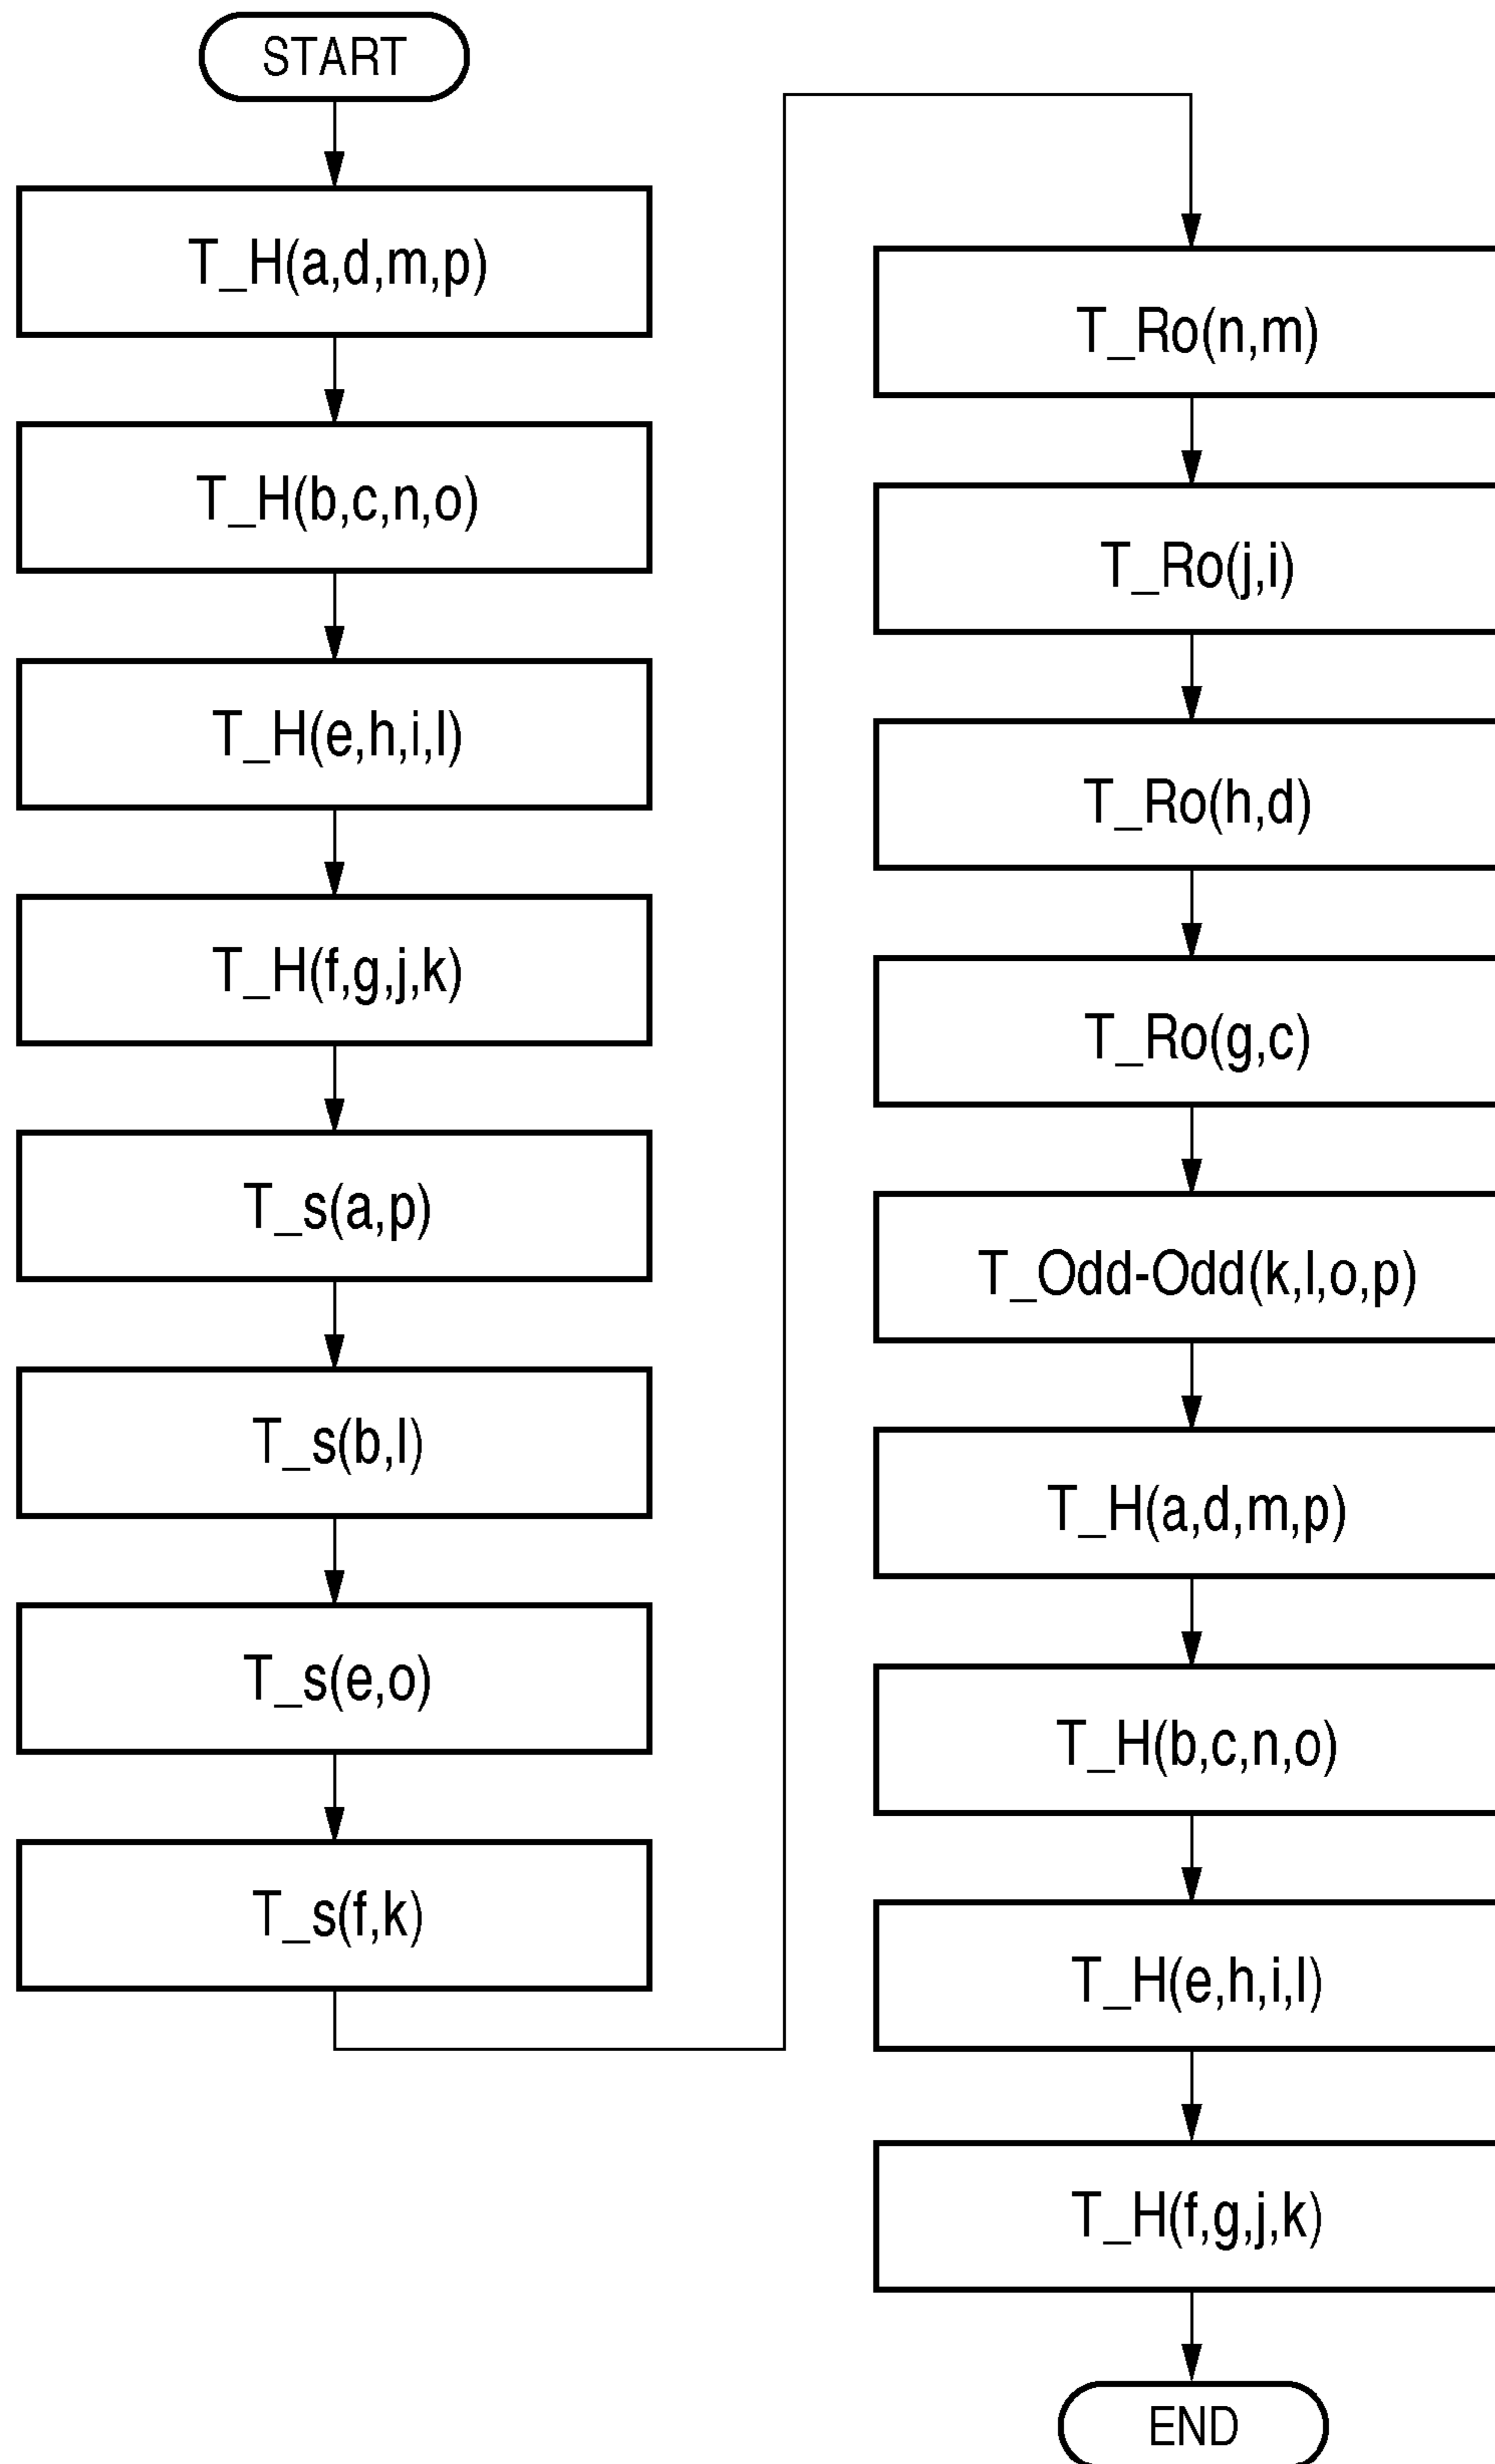 START
T_H(a,d,m,p)
T_H(b,c,n,o)
T_H(e,h,i,l)
T_H(f,g,j,k)
T_s(a,p)
T_s(b,l)
T_s(e,o)
T_s(f,k)
T_Ro(n,m)
T_Ro(j,i)
T_Ro(h,d)
T_Ro(g,c)
T_Odd-Odd(k,l,o,p)
T_H(a,d,m,p)
T_H(b,c,n,o)
T_H(e,h,i,l)
T_H(f,g,j,k)
END